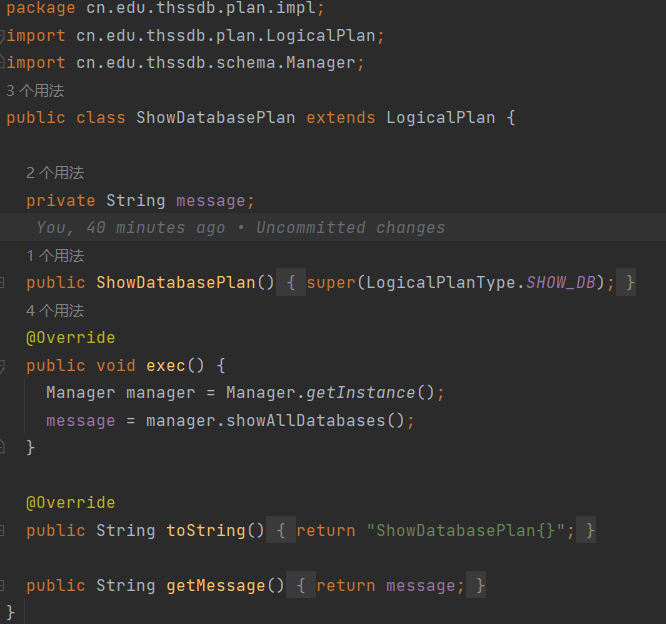 package cn.edu.thssdb.plan.impl;
import cn.edu.thssdb.plan.LogicalPlan;
import cn.edu.thssdb.schema.Manager;
3 个用法
public class ShowDatabasePlan extends LogicalPlan {
2 个用法
private String message;
You, 40 minutes ago • Uncommitted changes
1 个用法
public ShowDatabasePlan() { super(LogicalPlanType.SHOW_DB); }
4 个用法
@Override
public void exec() {
Manager manager = Manager.getInstance();
message = manager.showAllDatabases();
}
@Override
public String toString() { return "ShowDatabasePlan{}"; }
public String getMessage() { return message; }
}